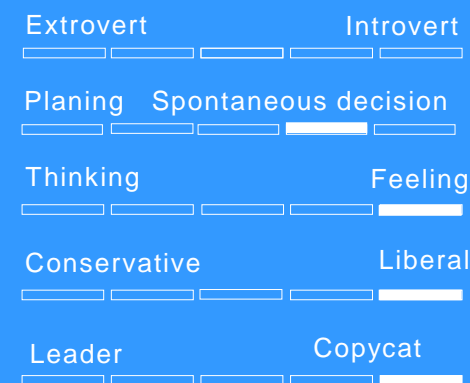 Extrovert Introvert
Planing Spontaneous decision
Thinking Feeling
Conservative Liberal
Leader Copycat